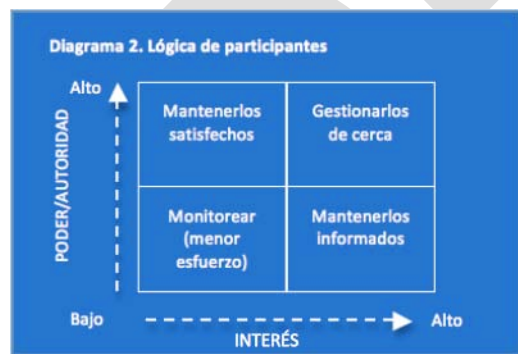 Diagrama 2. Lógica de participantes
Alto
PODER/AUTORIDAD
Mantenerlos
satisfechos
Gestionarlos
de cerca
Monitorear
(menor
esfuerzo)
Mantenerlos
informados
Bajo
Alto
INTERÉS